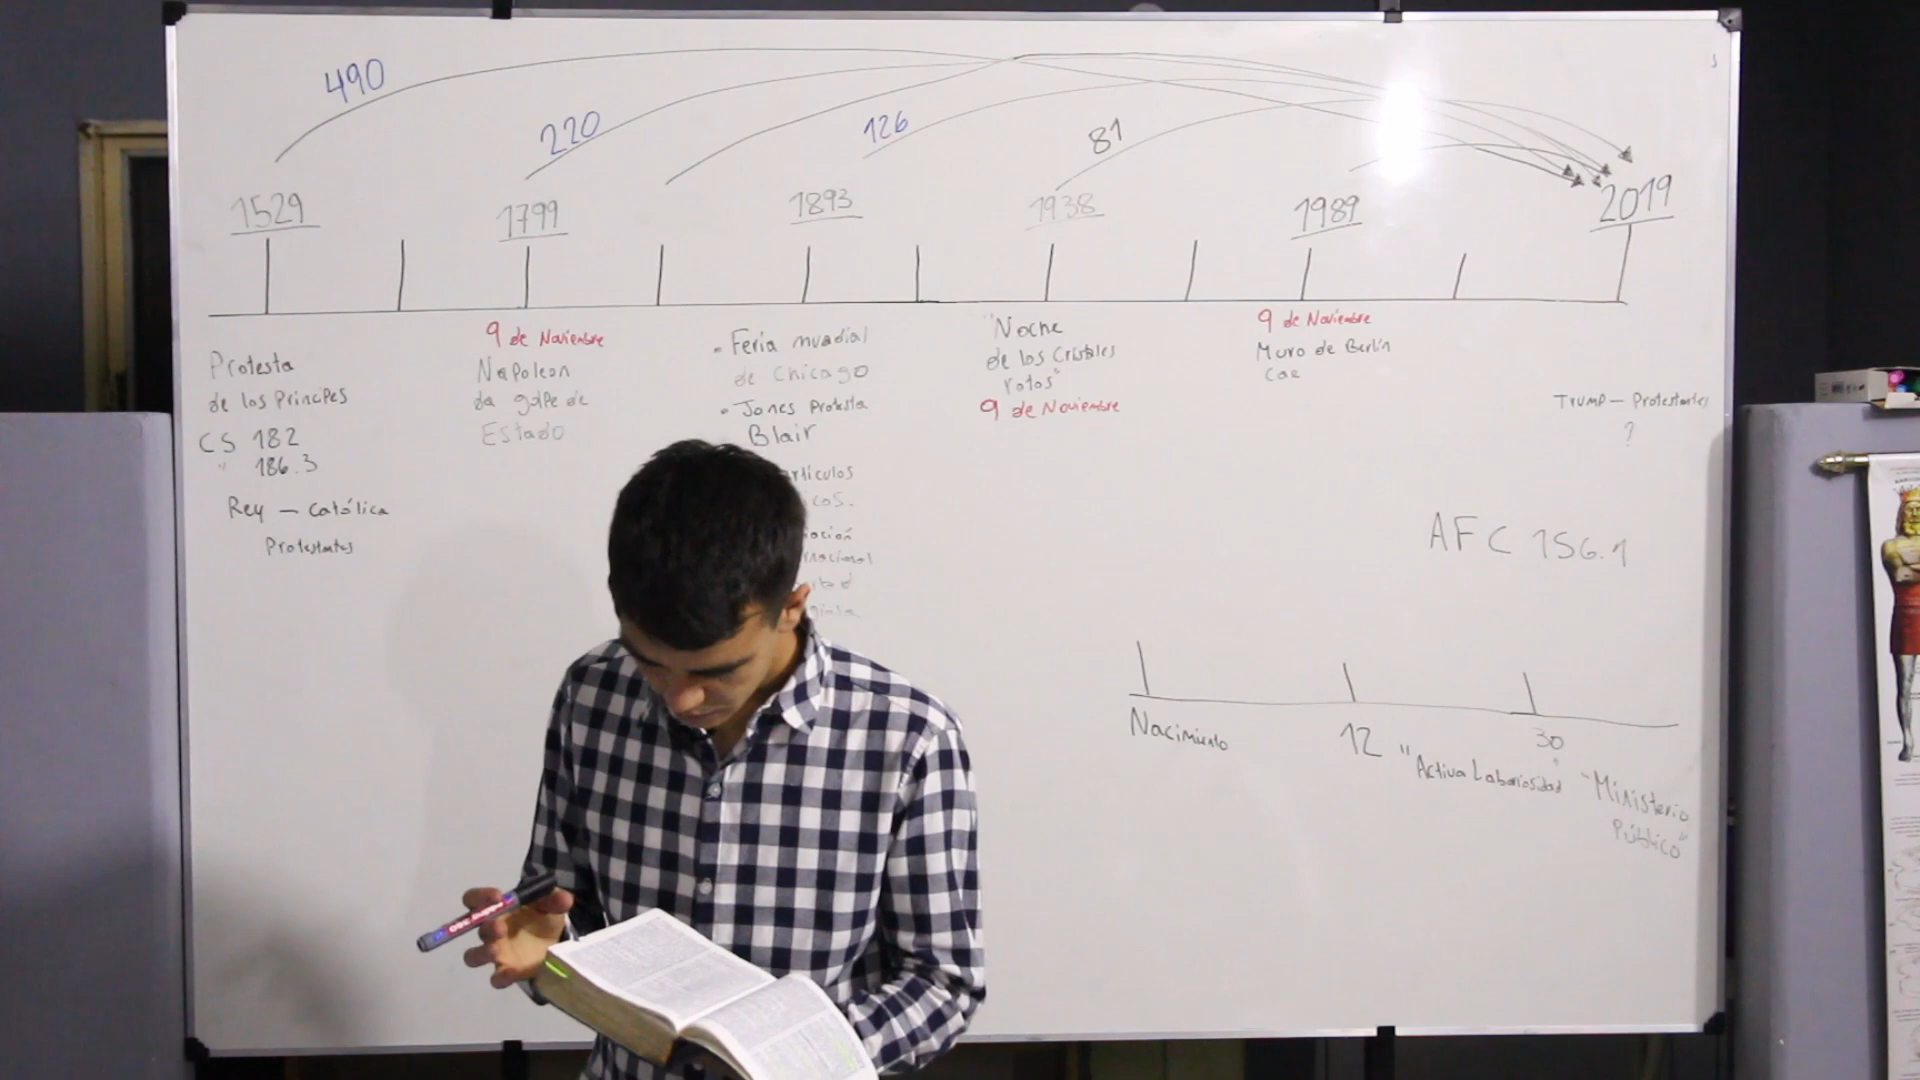 490
220
126
81
1529
1799
1893
1938
1989
2019
Protesta
de los Principes
CS 182
" 186.3
Rey — católica
Protestantes
9 de Noviembre
Napoleon
da golpe de
Estado
• Feria mundial
de Chicago
• Jones Protesta
Blair
"Noche
de los Cristales
rotos"
9 de Noviembre
9 de Noviembre
Muro de Berlín
cae
Trump — Protestantes
?
AFC 156.1
Nacimiento
12
30
"Activa Laboriosidad"
"Ministerio
Público"